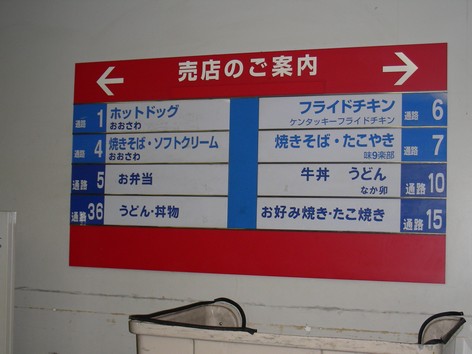 売店のご案内
通路 1 ホットドッグ
おおさわ
通路 4 焼きそば・ソフトクリーム
おおさわ
通路 5 お弁当
通路 36 うどん・丼物
フライドチキン 通路 6
ケンタッキーフライドチキン
焼きそば・たこやき 通路 7
味9楽部
牛丼 うどん 通路 10
なか卯
お好み焼き・たこ焼き 通路 15